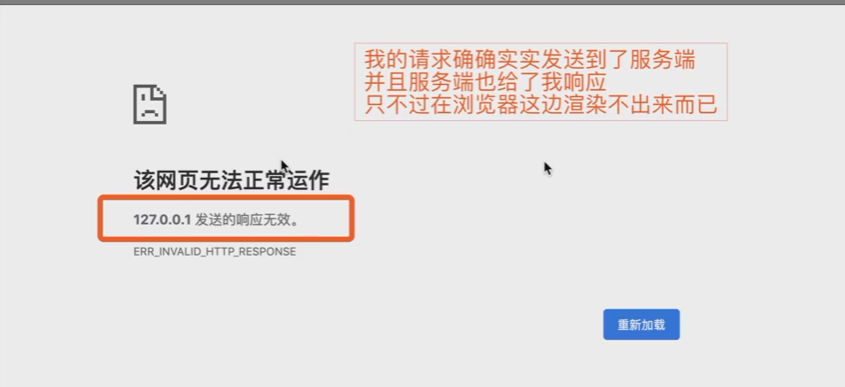 我的请求确确实实发送到了服务端
并且服务端也给了我响应
只不过在浏览器这边渲染不出来而已
该网页无法正常运作
127.0.0.1 发送的响应无效。
ERR_INVALID_HTTP_RESPONSE
重新加载